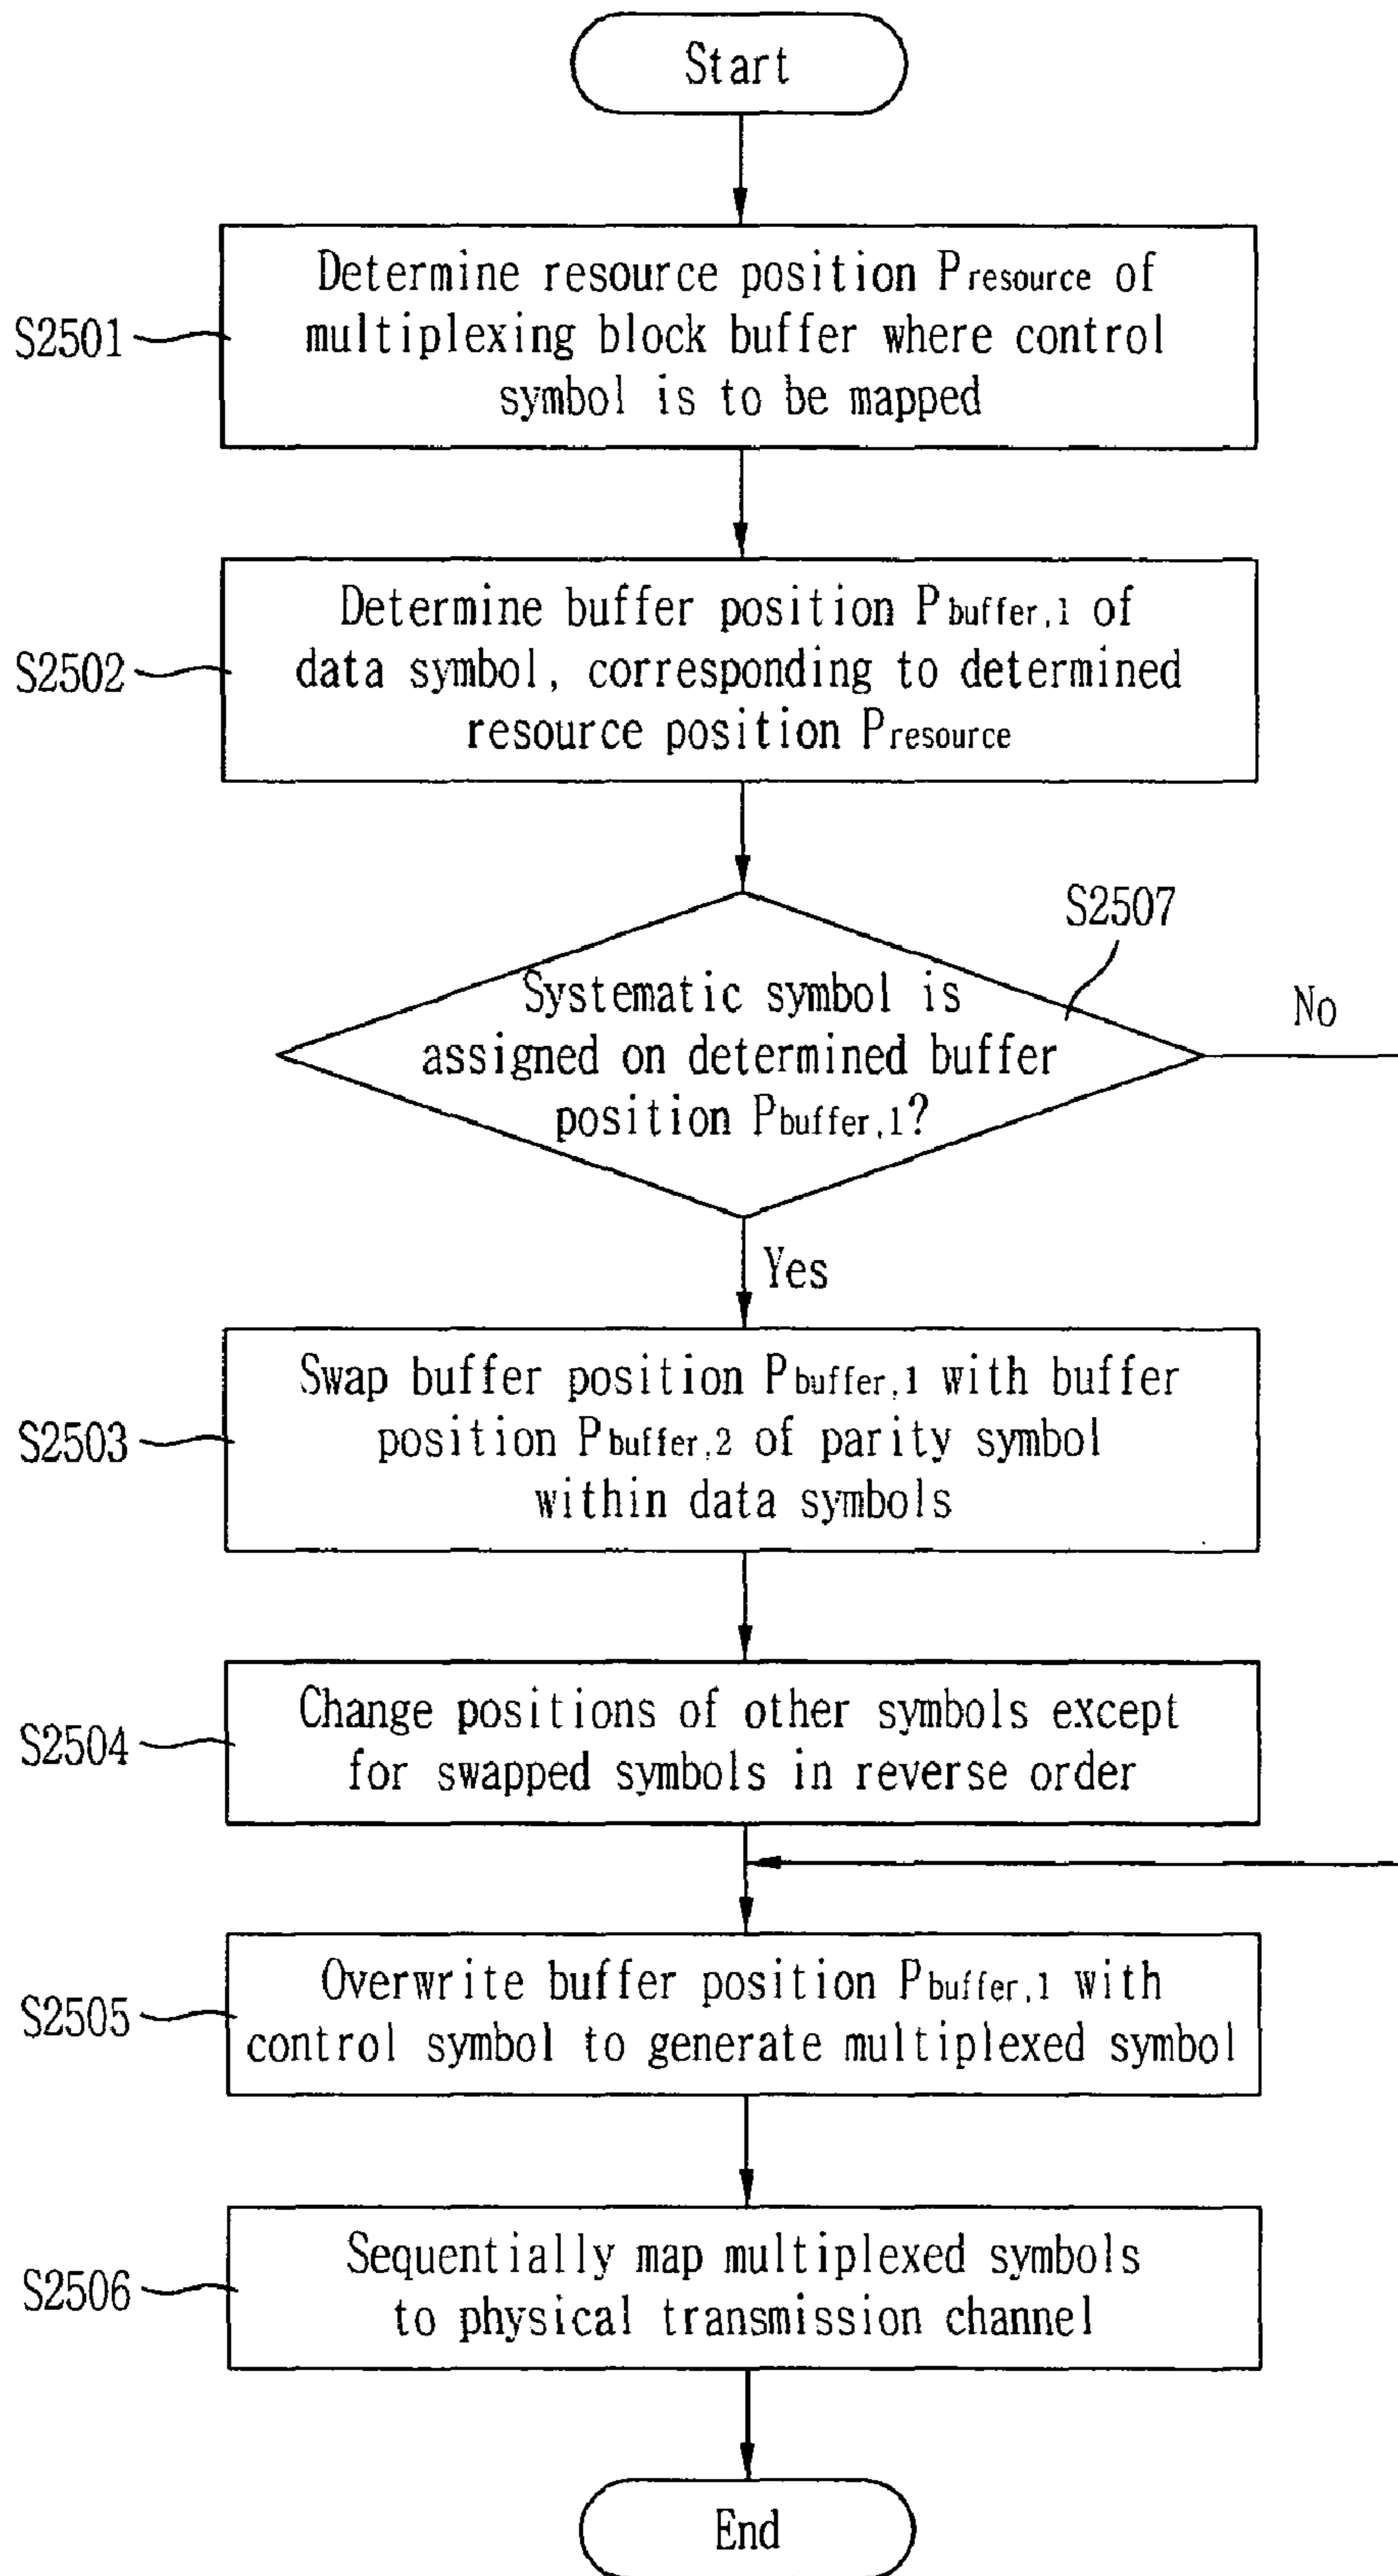 Start
S2501
Determine resource position Presource of
multiplexing block buffer where control
symbol is to be mapped
S2502
Determine buffer position Pbuffer,1 of
data symbol, corresponding to determined
resource position Presource
S2507
Systematic symbol is
assigned on determined buffer
position Pbuffer,1?
No
Yes
S2503
Swap buffer position Pbuffer,1 with buffer
position Pbuffer,2 of parity symbol
within data symbols
S2504
Change positions of other symbols except
for swapped symbols in reverse order
S2505
Overwrite buffer position Pbuffer,1 with
control symbol to generate multiplexed symbol
S2506
Sequentially map multiplexed symbols
to physical transmission channel
End